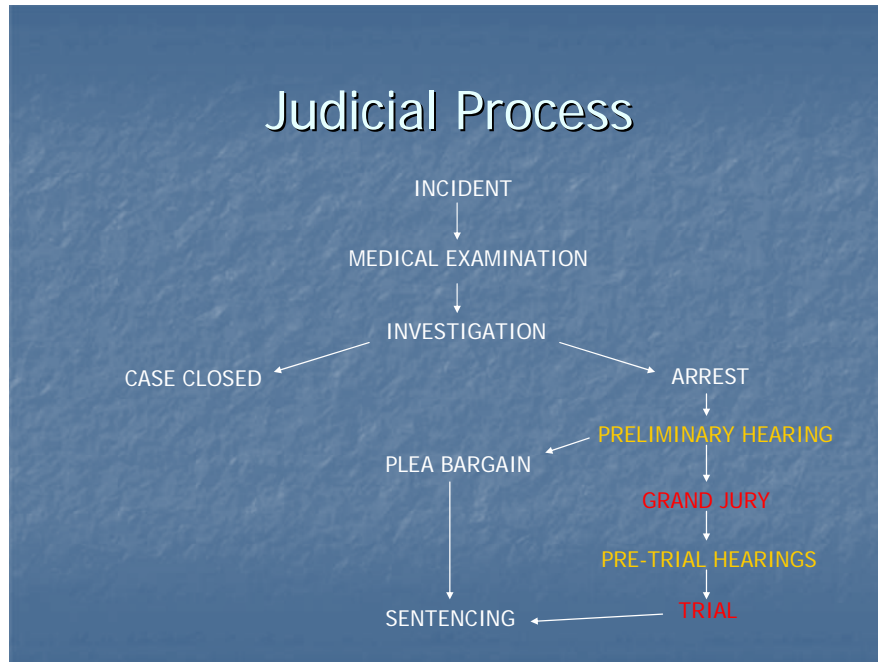 Judicial Process
INCIDENT
MEDICAL EXAMINATION
INVESTIGATION
CASE CLOSED
ARREST
PRELIMINARY HEARING
PLEA BARGAIN
GRAND JURY
PRE-TRIAL HEARINGS
TRIAL
SENTENCING